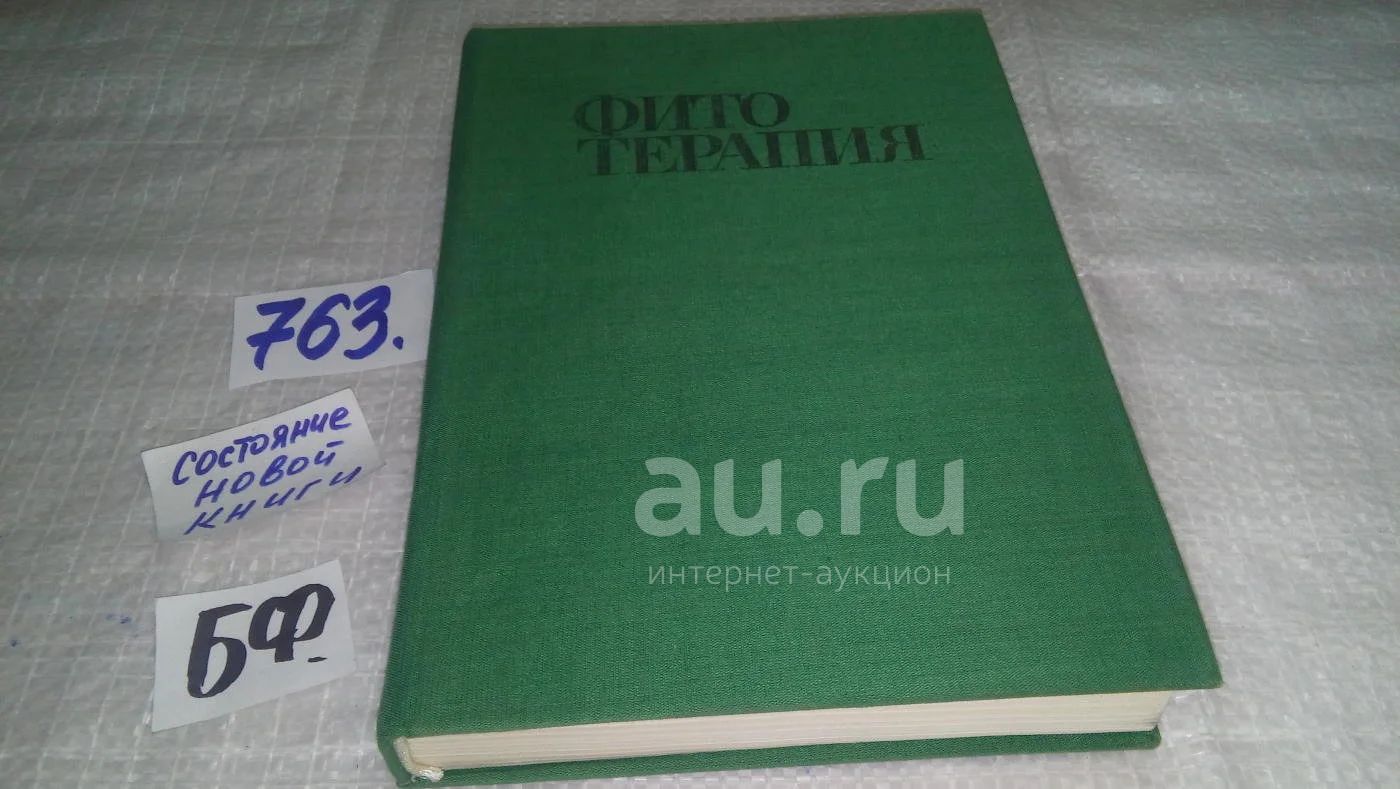 ФИТО
ТЕРАПИЯ
763.
СОСТОЯНИЕ
НОВОЙ
КНИГИ
БФ.
au.ru
интернет-аукцион